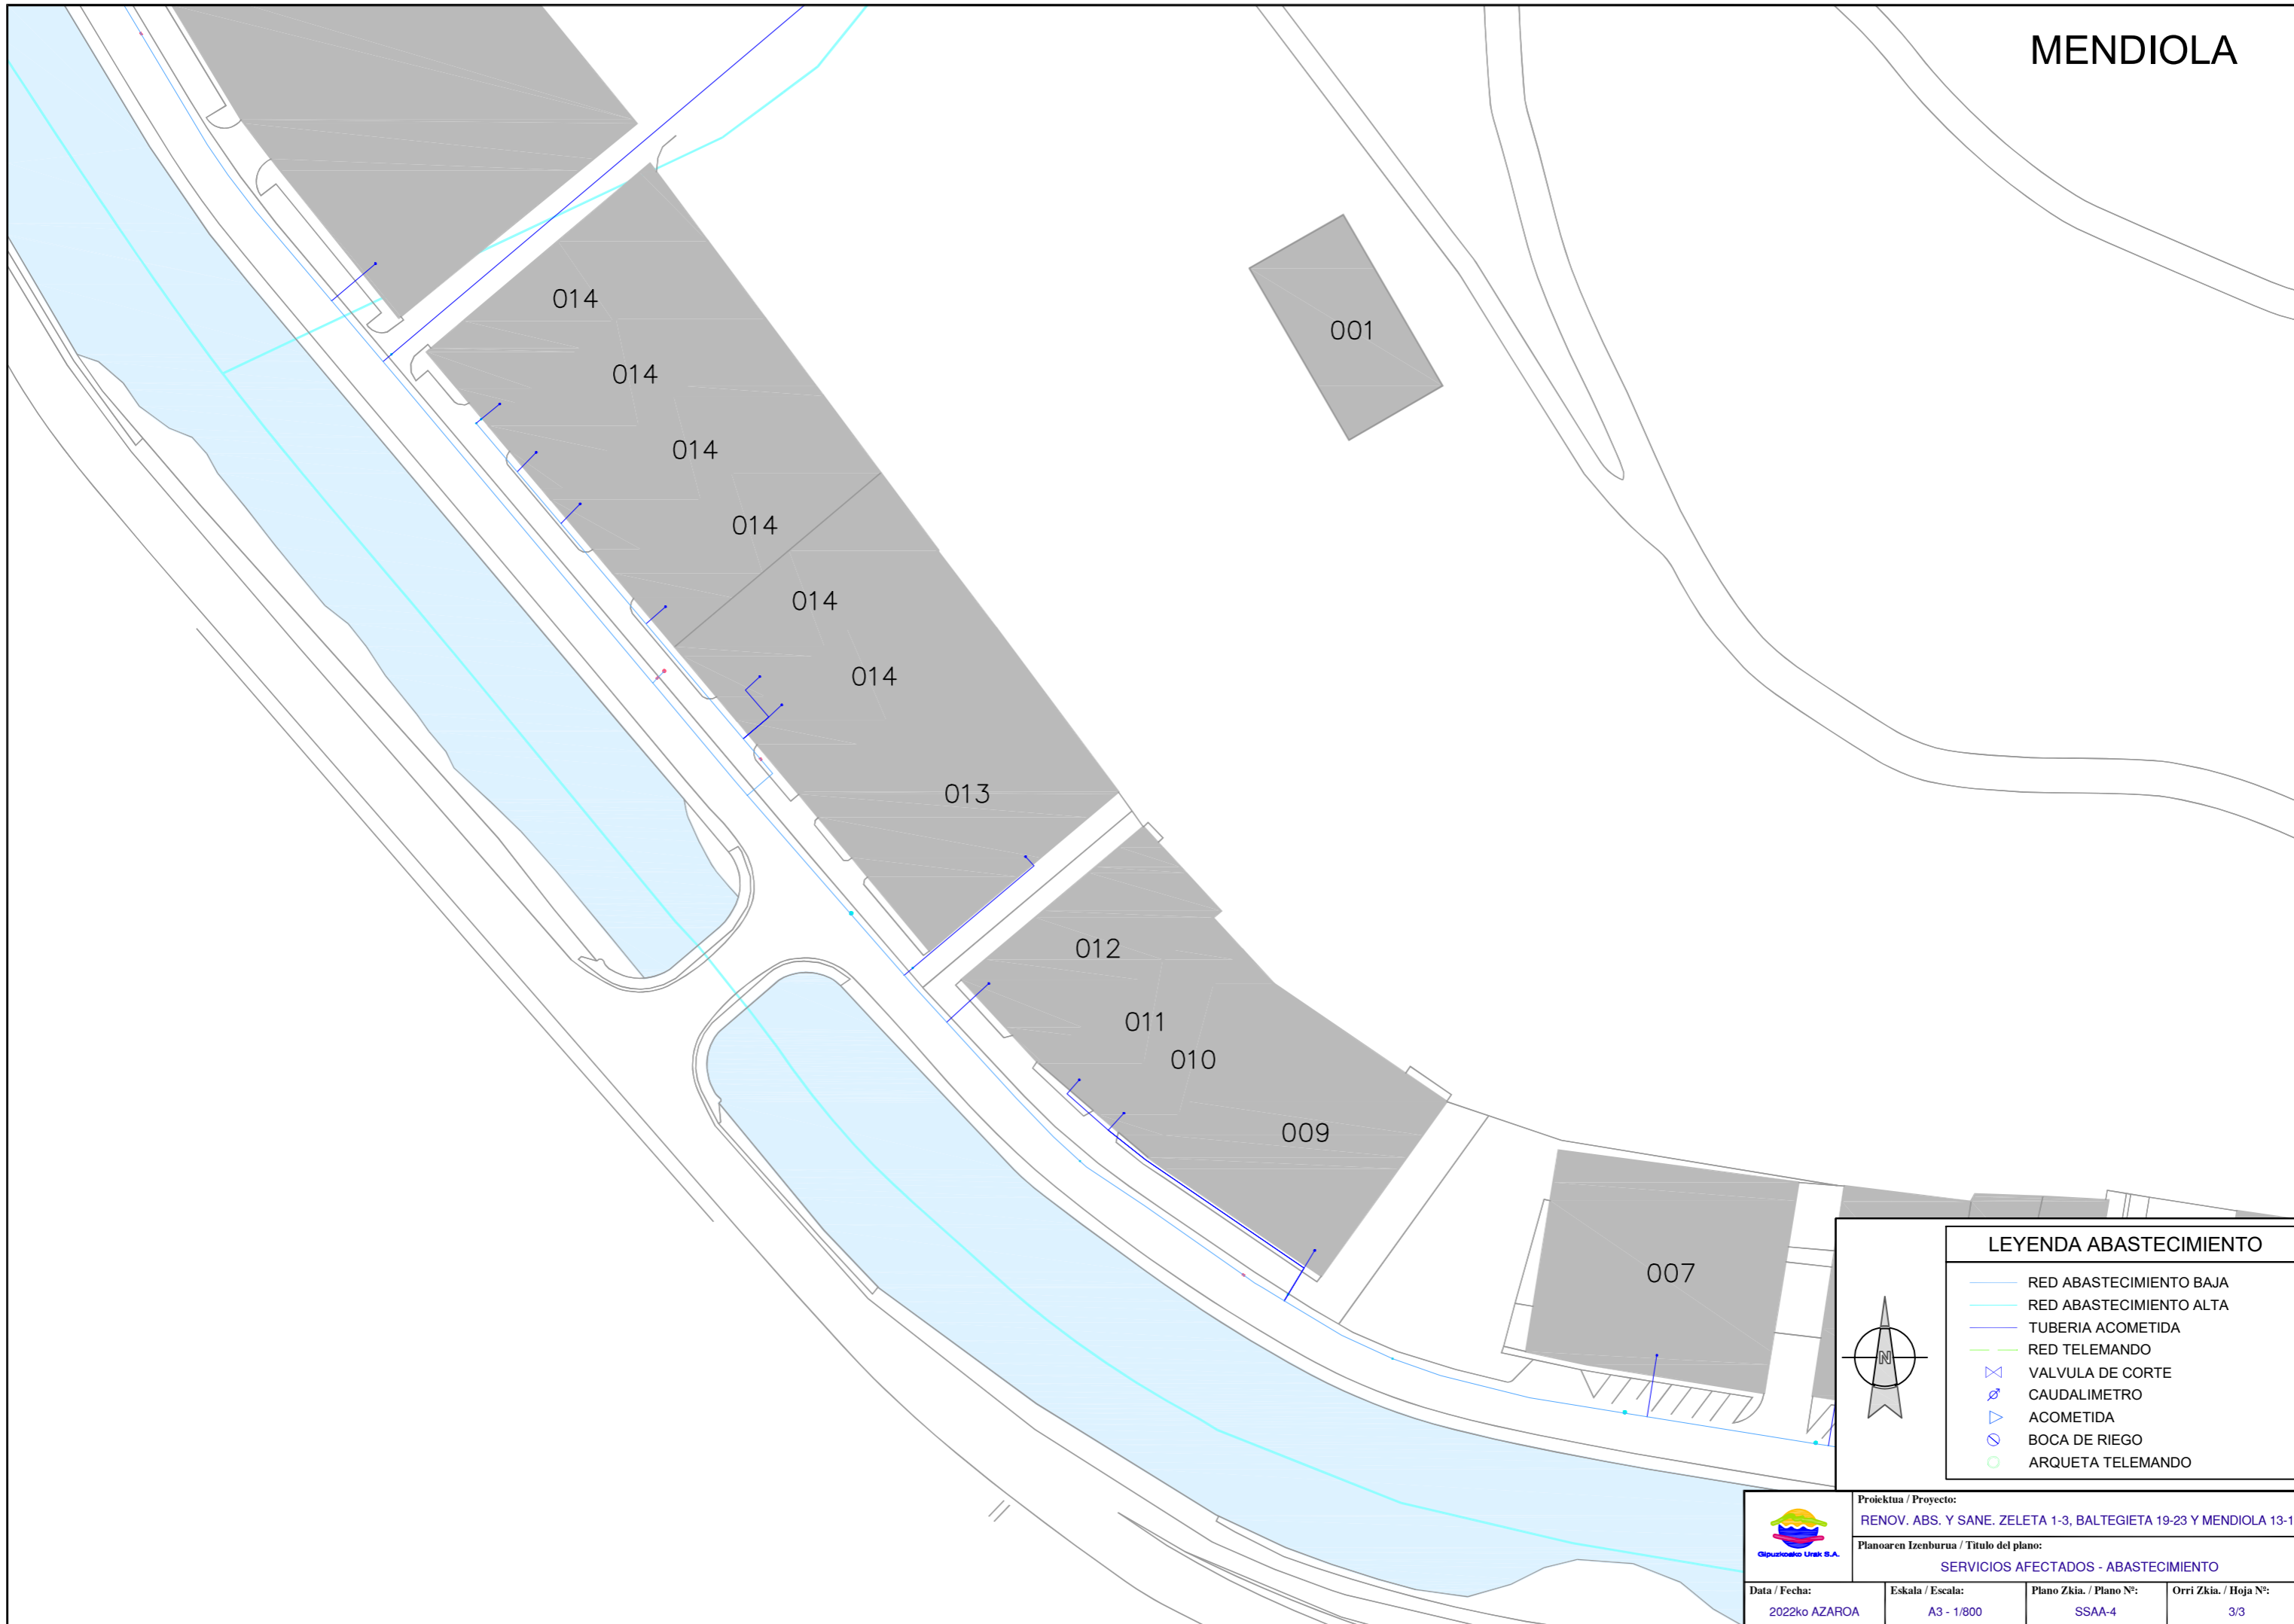 MENDIOLA
014
001
014
014
014
014
014
013
012
011
010
009
007
LEYENDA ABASTECIMIENTO
RED ABASTECIMIENTO BAJA
RED ABASTECIMIENTO ALTA
TUBERIA ACOMETIDA
RED TELEMANDO
VALVULA DE CORTE
CAUDALIMETRO
ACOMETIDA
BOCA DE RIEGO
ARQUETA TELEMANDO
N
Gipuzkoako Urak S.A.
Proiektua / Proyecto:
RENOV. ABS. Y SANE. ZELETA 1-3, BALTEGIETA 19-23 Y MENDIOLA 13-1
Planoaren Izenburua / Titulo del plano:
SERVICIOS AFECTADOS - ABASTECIMIENTO
Data / Fecha:
2022ko AZAROA
Eskala / Escala:
A3 - 1/800
Plano Zkia. / Plano Nº:
SSAA-4
Orri Zkia. / Hoja Nº:
3/3